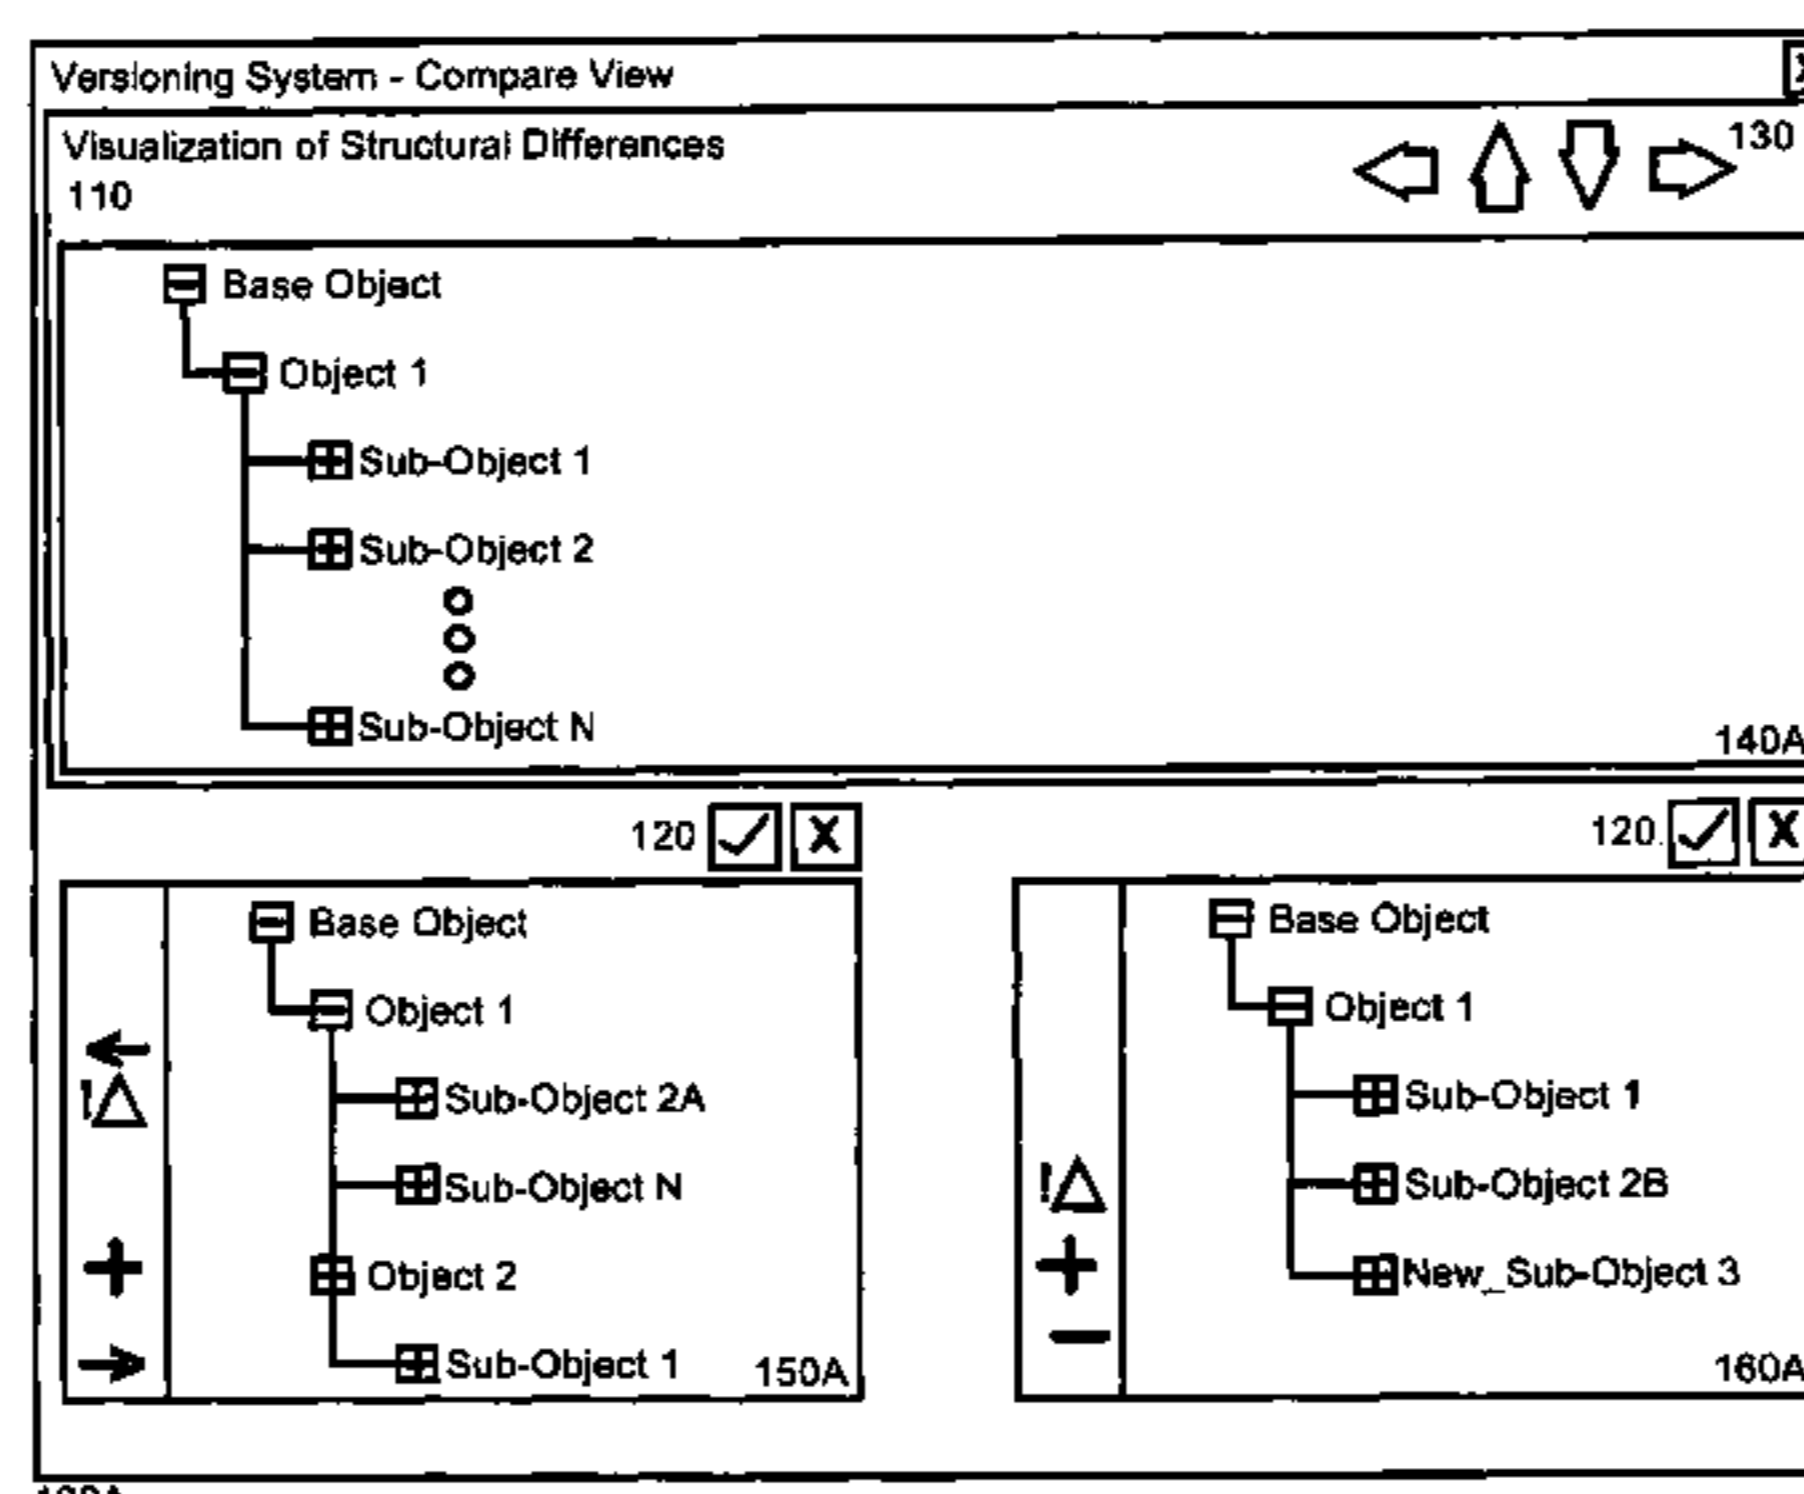 Versioning System - Compare View
Visualization of Structural Differences
130
110
Base Object
Object 1
Sub-Object 1
Sub-Object 2
Sub-Object N
140A
120
X
120
X
Base Object
Object 1
Sub-Object 2A
Sub-Object N
Object 2
Sub-Object 1
150A
Base Object
Object 1
Sub-Object 1
Sub-Object 2B
New_Sub-Object 3
160A